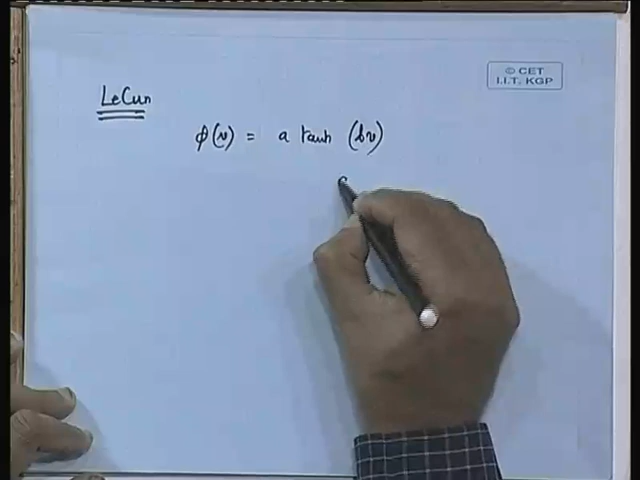 LeCun
© CET
I.I.T. KGP
φ(v) = a tanh (bv)